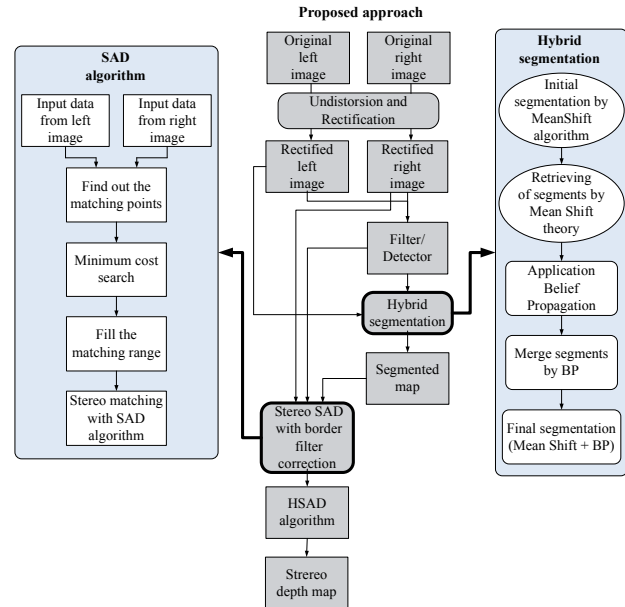 Proposed approach
SAD
algorithm
Input data
from left
image
Input data
from right
image
Find out the
matching points
Minimum cost
search
Fill the
matching range
Stereo matching
with SAD
algorithm
Original
left
image
Original
right
image
Undistorsion and
Rectification
Rectified
left
image
Rectified
right
image
Filter/
Detector
Hybrid
segmentation
Segmented
map
Stereo SAD
with border
filter
correction
HSAD
algorithm
Strereo
depth map
Hybrid
segmentation
Initial
segmentation by
MeanShift
algorithm
Retrieving
of segments by
Mean Shift
theory
Application
Belief
Propagation
Merge segments
by BP
Final segmentation
(Mean Shift + BP)